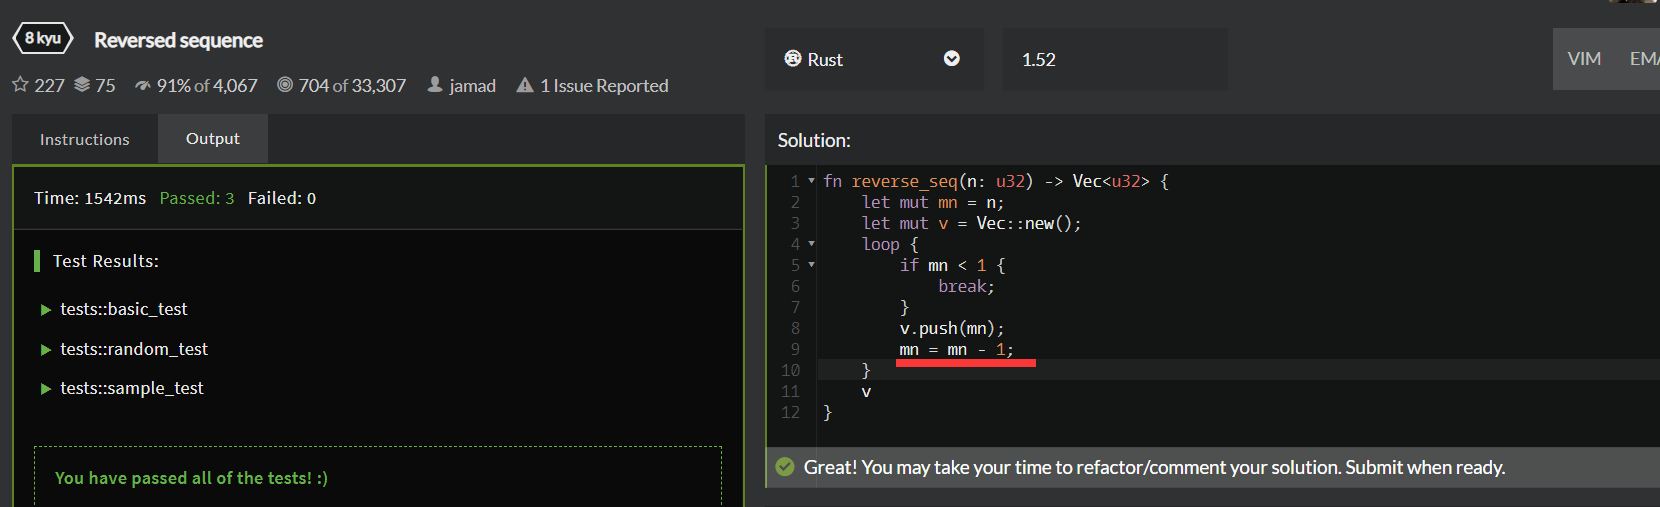 8 kyu Reversed sequence
227 75 91% of 4,067 704 of 33,307 jamad 1 Issue Reported
Rust 1.52 VIM
Instructions Output
Time: 1542ms Passed: 3 Failed: 0
Test Results:
tests::basic_test
tests::random_test
tests::sample_test
You have passed all of the tests! :)
Solution:
1 fn reverse_seq(n: u32) -> Vec<u32> {
2 let mut mn = n;
3 let mut v = Vec::new();
4 loop {
5 if mn < 1 {
6 break;
7 }
8 v.push(mn);
9 mn = mn - 1;
10 }
11 v
12 }
Great! You may take your time to refactor/comment your solution. Submit when ready.